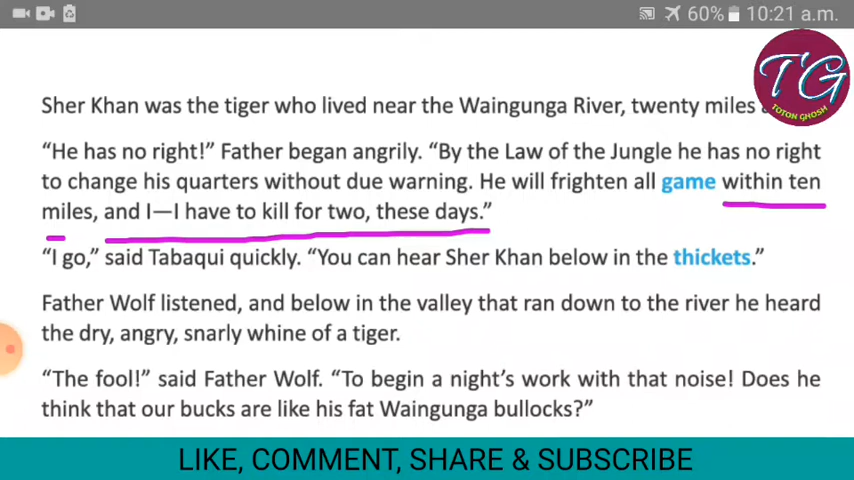 60% 10:21 a.m.
TG
TOTON GHOSH
Sher Khan was the tiger who lived near the Waingunga River, twenty miles
“He has no right!” Father began angrily. “By the Law of the Jungle he has no right
to change his quarters without due warning. He will frighten all game within ten
miles, and I—I have to kill for two, these days.”
“I go,” said Tabaqui quickly. “You can hear Sher Khan below in the thickets.”
Father Wolf listened, and below in the valley that ran down to the river he heard
the dry, angry, snarly whine of a tiger.
“The fool!” said Father Wolf. “To begin a night’s work with that noise! Does he
think that our bucks are like his fat Waingunga bullocks?”
LIKE, COMMENT, SHARE & SUBSCRIBE